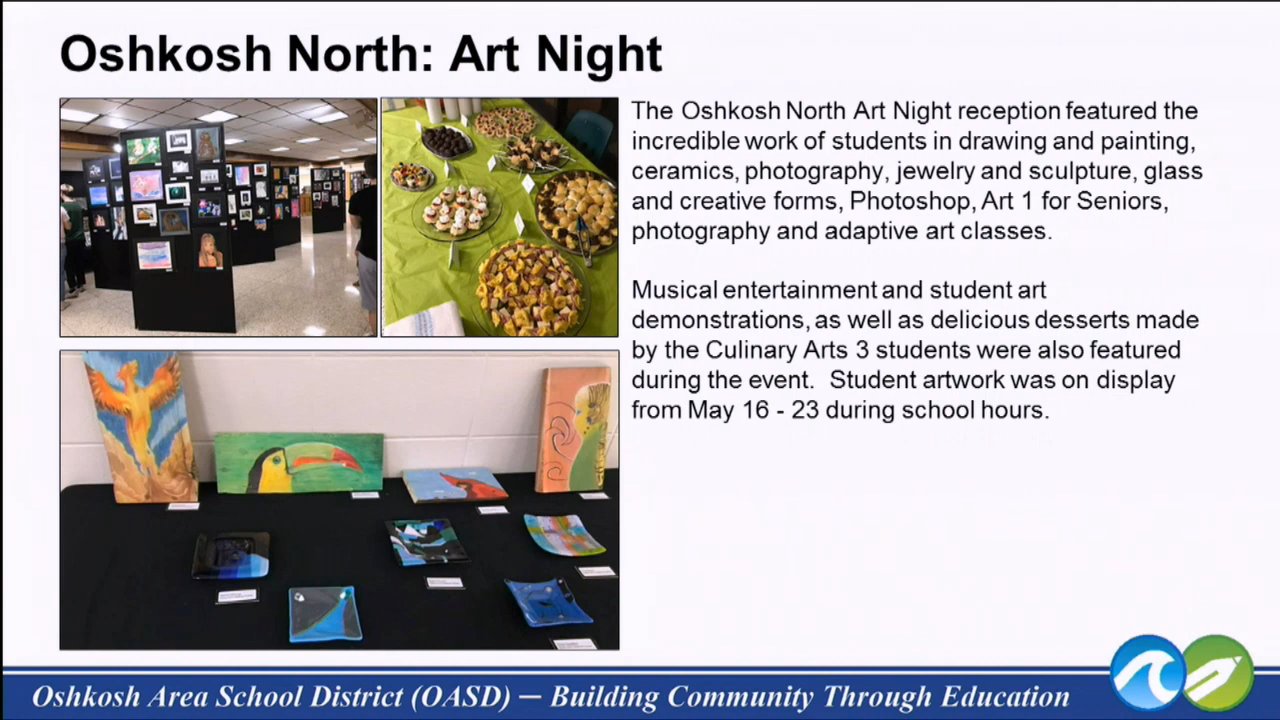 Oshkosh North: Art Night
The Oshkosh North Art Night reception featured the
incredible work of students in drawing and painting,
ceramics, photography, jewelry and sculpture, glass
and creative forms, Photoshop, Art 1 for Seniors,
photography and adaptive art classes.
Musical entertainment and student art
demonstrations, as well as delicious desserts made
by the Culinary Arts 3 students were also featured
during the event.  Student artwork was on display
from May 16 - 23 during school hours.
Oshkosh Area School District (OASD) — Building Community Through Education